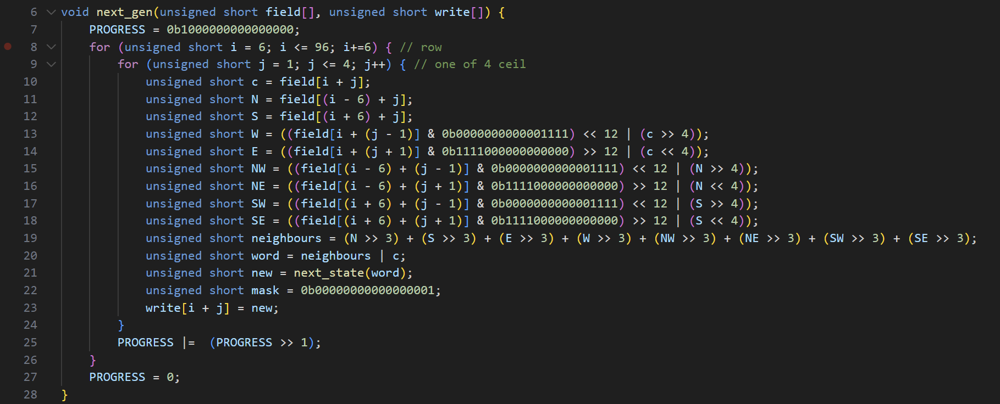 6 void next_gen(unsigned short field[], unsigned short write[]) {
7     PROGRESS = 0b1000000000000000;
8     for (unsigned short i = 6; i <= 96; i+=6) { // row
9         for (unsigned short j = 1; j <= 4; j++) { // one of 4 ceil
10             unsigned short c = field[i + j];
11             unsigned short N = field[(i - 6) + j];
12             unsigned short S = field[(i + 6) + j];
13             unsigned short W = ((field[i + (j - 1)] & 0b0000000000001111) << 12 | (c >> 4));
14             unsigned short E = ((field[i + (j + 1)] & 0b1111000000000000) >> 12 | (c << 4));
15             unsigned short NW = ((field[(i - 6) + (j - 1)] & 0b0000000000001111) << 12 | (N >> 4));
16             unsigned short NE = ((field[(i - 6) + (j + 1)] & 0b1111000000000000) >> 12 | (N << 4));
17             unsigned short SW = ((field[(i + 6) + (j - 1)] & 0b0000000000001111) << 12 | (S >> 4));
18             unsigned short SE = ((field[(i + 6) + (j + 1)] & 0b1111000000000000) >> 12 | (S << 4));
19             unsigned short neighbours = (N >> 3) + (S >> 3) + (E >> 3) + (W >> 3) + (NW >> 3) + (NE >> 3) + (SW >> 3) + (SE >> 3);
20             unsigned short word = neighbours | c;
21             unsigned short new = next_state(word);
22             unsigned short mask = 0b00000000000000001;
23             write[i + j] = new;
24         }
25         PROGRESS |=  (PROGRESS >> 1);
26     }
27     PROGRESS = 0;
28 }